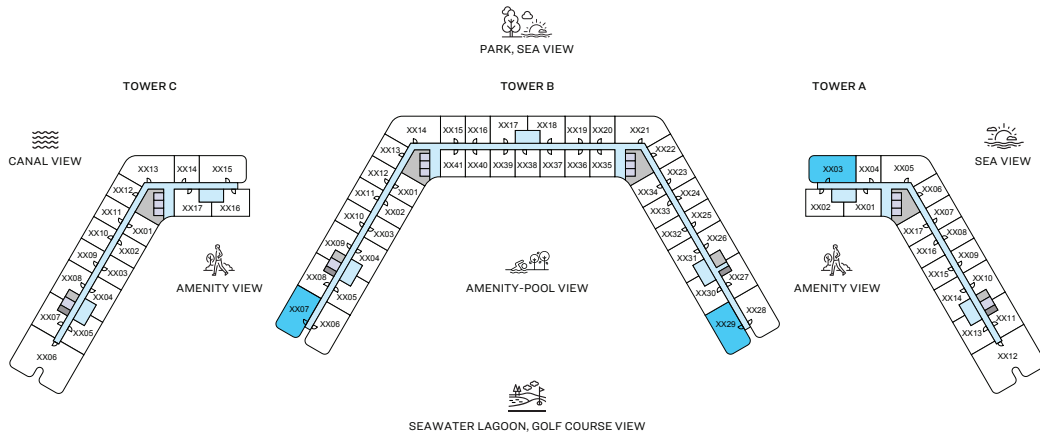 PARK, SEA VIEW
TOWER C
TOWER B
TOWER A
CANAL VIEW
SEA VIEW
XX13
XX14
XX15
XX12
XX11
XX10
XX09
XX08
XX07
XX06
XX17
XX16
XX01
XX02
XX03
XX04
XX05
AMENITY VIEW
XX14
XX15
XX16
XX17
XX18
XX19
XX20
XX21
XX13
XX12
XX11
XX10
XX09
XX08
XX07
XX41
XX40
XX39
XX38
XX37
XX36
XX35
XX01
XX02
XX03
XX04
XX05
XX06
XX22
XX23
XX24
XX25
XX26
XX27
XX28
XX34
XX33
XX32
XX31
XX30
XX29
AMENITY-POOL VIEW
XX03
XX04
XX05
XX02
XX01
XX06
XX07
XX08
XX09
XX10
XX11
XX12
XX17
XX16
XX15
XX14
XX13
AMENITY VIEW
SEAWATER LAGOON, GOLF COURSE VIEW